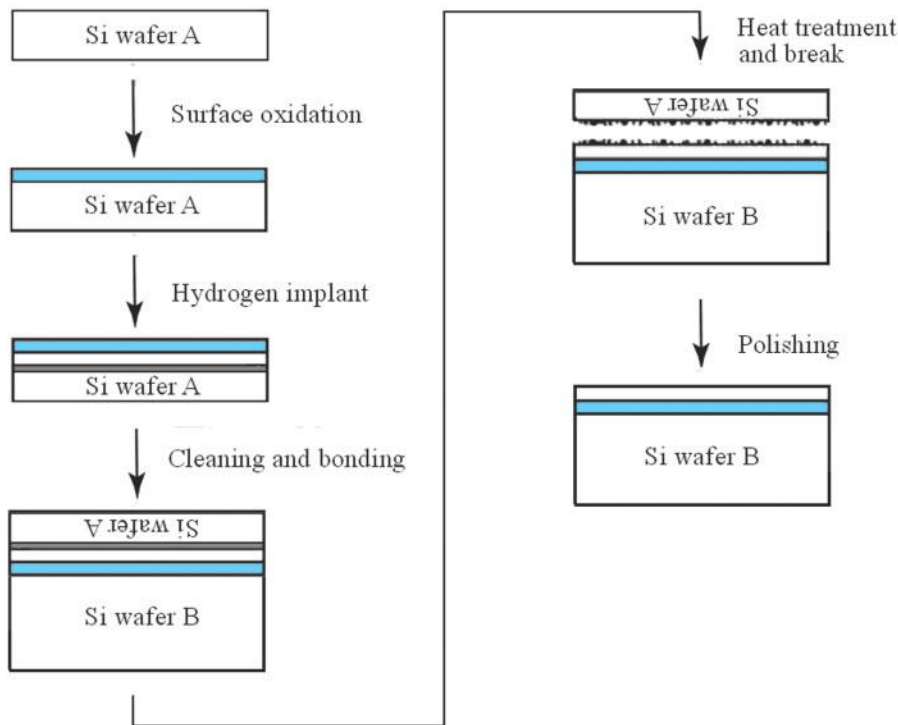 Si wafer A
Surface oxidation
Si wafer A
Hydrogen implant
Si wafer A
Cleaning and bonding
Si wafer A
Si wafer B
Heat treatment
and break
Si wafer A
Si wafer B
Polishing
Si wafer B